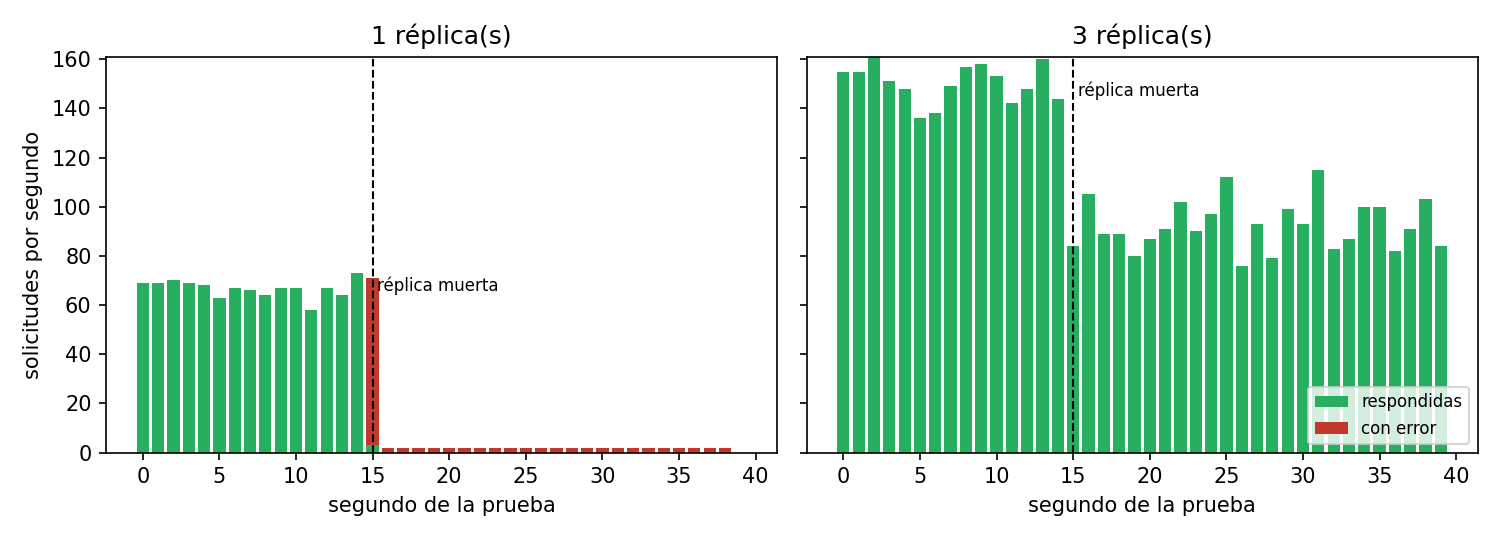 1 réplica(s)
160
140
120
100
80
60
40
20
0
solicitudes por segundo
réplica muerta
0 5 10 15 20 25 30 35 40
segundo de la prueba
3 réplica(s)
réplica muerta
respondidas
con error
0 5 10 15 20 25 30 35 40
segundo de la prueba